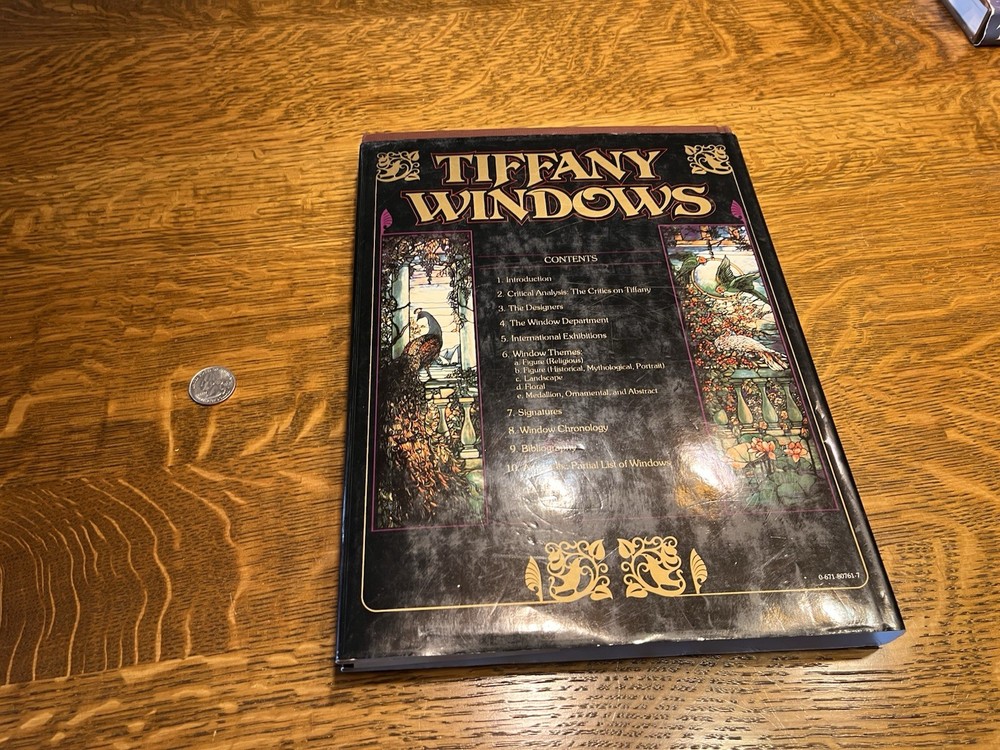 TIFFANY
WINDOWS
CONTENTS
1. Introduction
2. Critical Analysis: The Critics on Tiffany
3. The Designers
4. The Window Department
5. International Exhibitions
6. Window Themes:
a. Figure (Religious)
b. Figure (Historical, Mythological, Portrait)
c. Landscape
d. Floral
e. Medallion, Ornamental, and Abstract
7. Signatures
8. Window Chronology
9. Bibliography
10. Partial List of Windows
0-671-80761-7